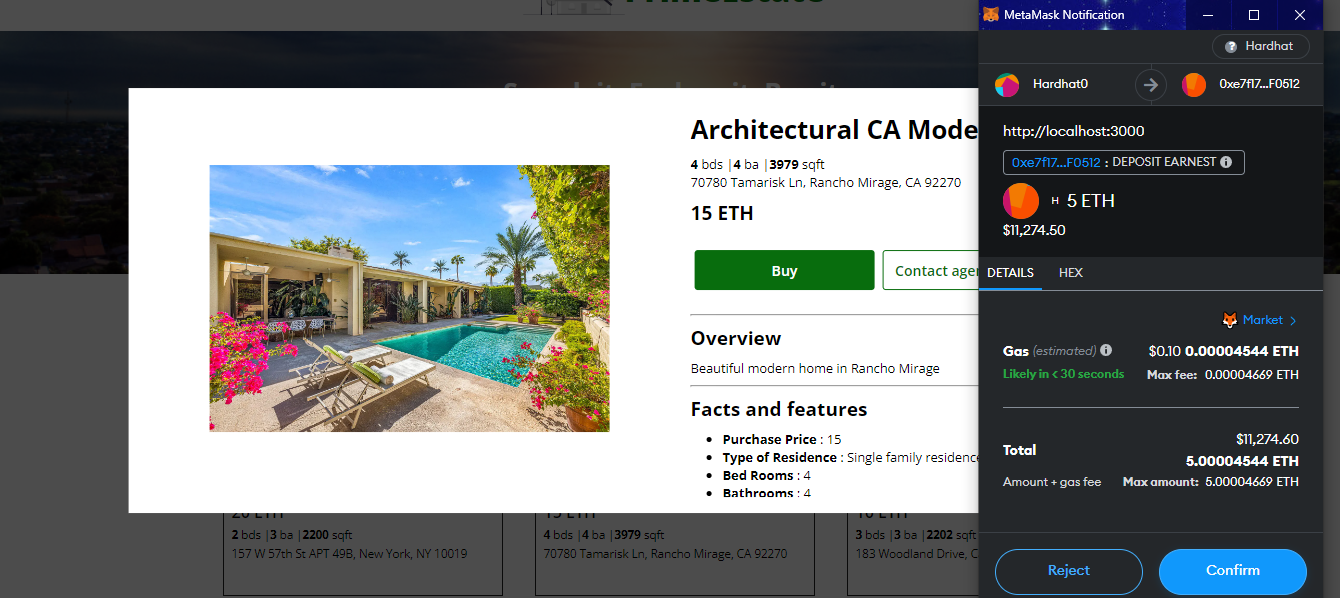 PrimeEstate
Search it. Explore it. Buy it.
Architectural CA Mode
4 bds |4 ba |3979 sqft
70780 Tamarisk Ln, Rancho Mirage, CA 92270
15 ETH
Buy
Contact agen
Overview
Beautiful modern home in Rancho Mirage
Facts and features
• Purchase Price : 15
• Type of Residence : Single family residence
• Bed Rooms : 4
• Bathrooms : 4
20 ETH
2 bds |3 ba |2200 sqft
157 W 57th St APT 49B, New York, NY 10019
15 ETH
4 bds |4 ba |3979 sqft
70780 Tamarisk Ln, Rancho Mirage, CA 92270
10 ETH
3 bds |3 ba |2202 sqft
183 Woodland Drive, C
MetaMask Notification
Hardhat
Hardhat0
0xe7f17...F0512
http://localhost:3000
0xe7f17...F0512 : DEPOSIT EARNEST
H 5 ETH
$11,274.50
DETAILS
HEX
Market >
Gas (estimated) $0.10 0.00004544 ETH
Likely in < 30 seconds Max fee: 0.00004669 ETH
Total $11,274.60
5.00004544 ETH
Amount + gas fee Max amount: 5.00004669 ETH
Reject
Confirm